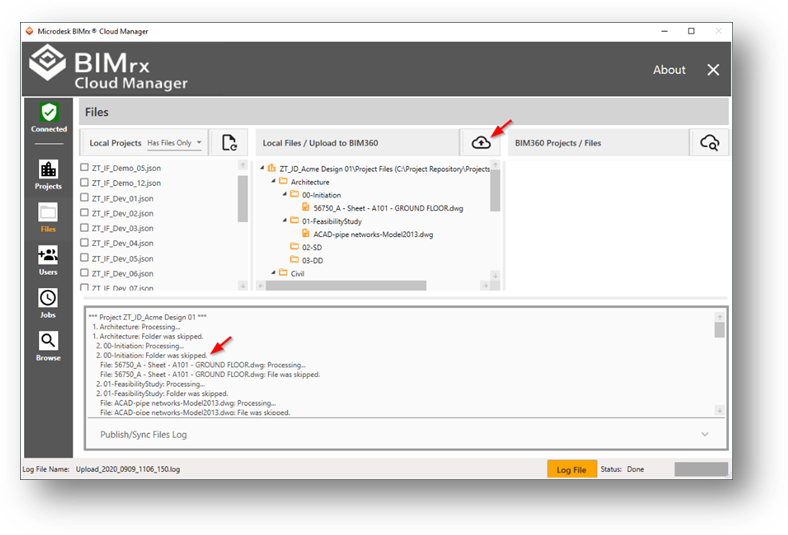 Microdesk BIMrx® Cloud Manager
BIMrx
Cloud Manager
About
Connected
Projects
Files
Users
Jobs
Browse
Files
Local Projects Has Files Only
Local Files / Upload to BIM360
BIM360 Projects / Files
ZT_IF_Demo_05.json
ZT_IF_Demo_12.json
ZT_IF_Dev_01.json
ZT_IF_Dev_02.json
ZT_IF_Dev_03.json
ZT_IF_Dev_04.json
ZT_IF_Dev_05.json
ZT_IF_Dev_06.json
ZT_IF_Dev_07.json
ZT_JD_Acme Design 01\Project Files (C:\Project Repository\Projects
Architecture
00-Initiation
56750_A - Sheet - A101 - GROUND FLOOR.dwg
01-FeasibilityStudy
ACAD-pipe networks-Model2013.dwg
02-SD
03-DD
Civil
*** Project ZT_JD_Acme Design 01 ***
1. Architecture: Processing...
1. Architecture: Folder was skipped.
2. 00-Initiation: Processing...
2. 00-Initiation: Folder was skipped.
File: 56750_A - Sheet - A101 - GROUND FLOOR.dwg: Processing...
File: 56750_A - Sheet - A101 - GROUND FLOOR.dwg: File was skipped.
2. 01-FeasibilityStudy: Processing...
2. 01-FeasibilityStudy: Folder was skipped.
File: ACAD-pipe networks-Model2013.dwg: Processing...
File: ACAD-pipe networks-Model2013.dwg: File was skipped.
Publish/Sync Files Log
Log File Name: Upload_2020_0909_1106_150.log
Log File
Status: Done